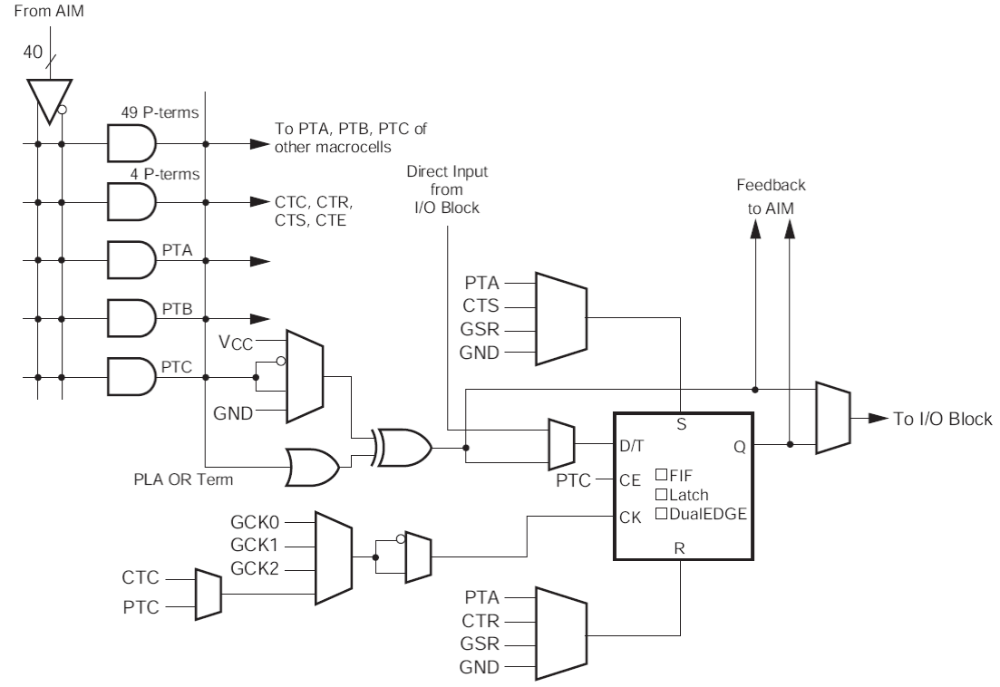 From AIM
40
49 P-terms
To PTA, PTB, PTC of
other macrocells
4 P-terms
CTC, CTR,
CTS, CTE
PTA
PTB
PTC
Direct Input
from
I/O Block
Feedback
to AIM
PTA
CTS
GSR
GND
VCC
GND
PLA OR Term
To I/O Block
S
D/T
Q
PTC
CE
FIF
Latch
DualEDGE
CK
R
GCK0
GCK1
GCK2
CTC
PTC
PTA
CTR
GSR
GND